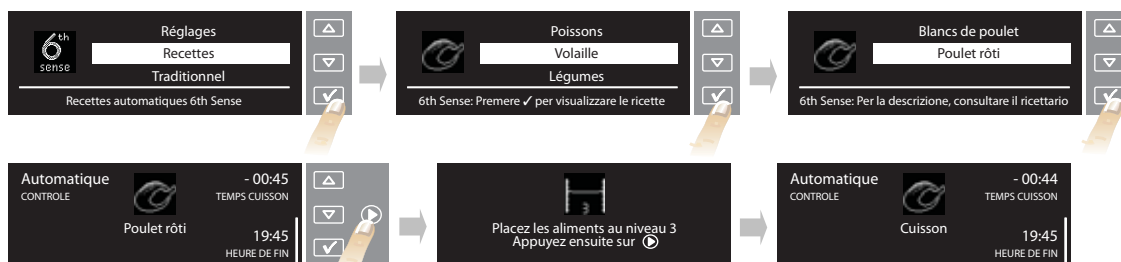 6th
sense
Réglages
Recettes
Traditionnel
Recettes automatiques 6th Sense
Poissons
Volaille
Légumes
6th Sense: Premere ✓ per visualizzare le ricette
Blancs de poulet
Poulet rôti
6th Sense: Per la descrizione, consultare il ricettario
Automatique
CONTROLE
Poulet rôti
- 00:45
TEMPS CUISSON
19:45
HEURE DE FIN
3
Placez les aliments au niveau 3
Appuyez ensuite sur
Automatique
CONTROLE
Cuisson
- 00:44
TEMPS CUISSON
19:45
HEURE DE FIN